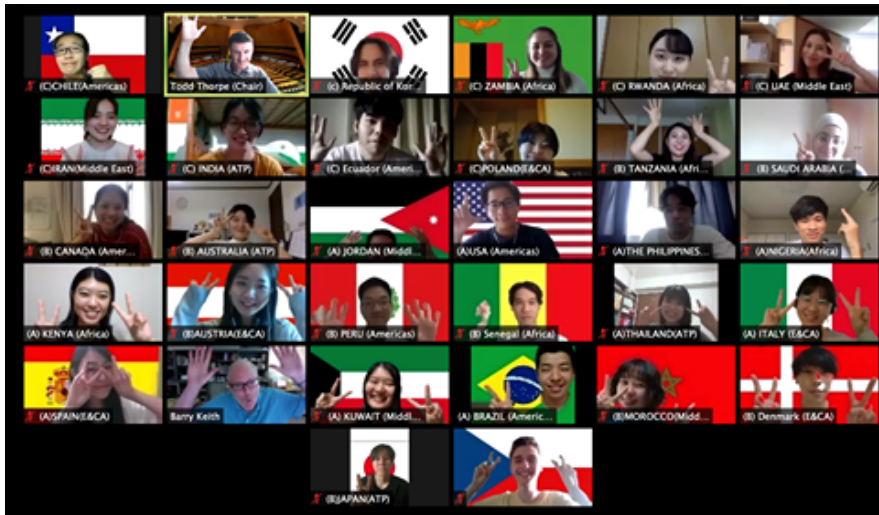 (C)CHILE(Americas)
Todd Thorpe (Chair)
(c) Republic of Kor...
(C) ZAMBIA (Africa)
(C) RWANDA (Africa)
(C) UAE (Middle East)
(C)IRAN(Middle East)
(C) INDIA (ATP)
(C) Ecuador (Ameri...
(C)POLAND(E&CA)
(B) TANZANIA (Afri...
(B) SAUDI ARABIA (...
(B) CANADA (Amer...
(B) AUSTRALIA (ATP)
(A) JORDAN (Middl...
(A)USA (Americas)
(A)THE PHILIPPINES...
(A)NIGERIA(Africa)
(A) KENYA (Africa)
(B)AUSTRIA(E&CA)
(B) PERU (Americas)
(B) Senegal (Africa)
(A)THAILAND(ATP)
(A) ITALY (E&CA)
(A)SPAIN(E&CA)
Barry Keith
(A) KUWAIT (Middl...
(A) BRAZIL (Americ...
(B)MOROCCO(Midd...
(B) Denmark (E&CA)
(B)JAPAN(ATP)